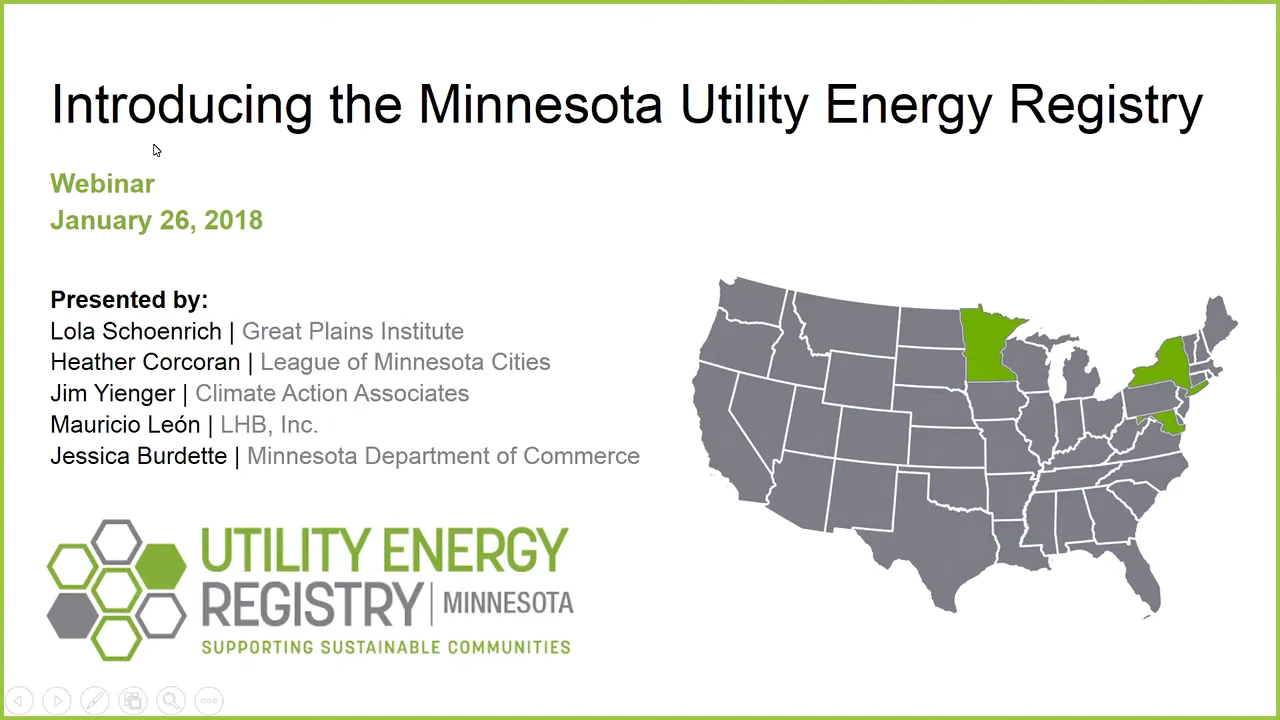 Introducing the Minnesota Utility Energy Registry
Webinar
January 26, 2018
Presented by:
Lola Schoenrich | Great Plains Institute
Heather Corcoran | League of Minnesota Cities
Jim Yienger | Climate Action Associates
Mauricio León | LHB, Inc.
Jessica Burdette | Minnesota Department of Commerce
UTILITY ENERGY
REGISTRY | MINNESOTA
SUPPORTING SUSTAINABLE COMMUNITIES